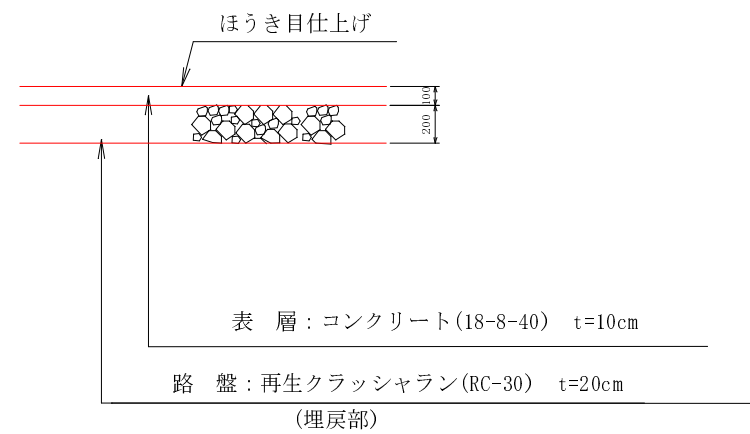 ほうき目仕上げ
100
200
表　層：コンクリート(18-8-40)　t=10cm
路　盤：再生クラッシャラン(RC-30)　t=20cm
(埋戻部)